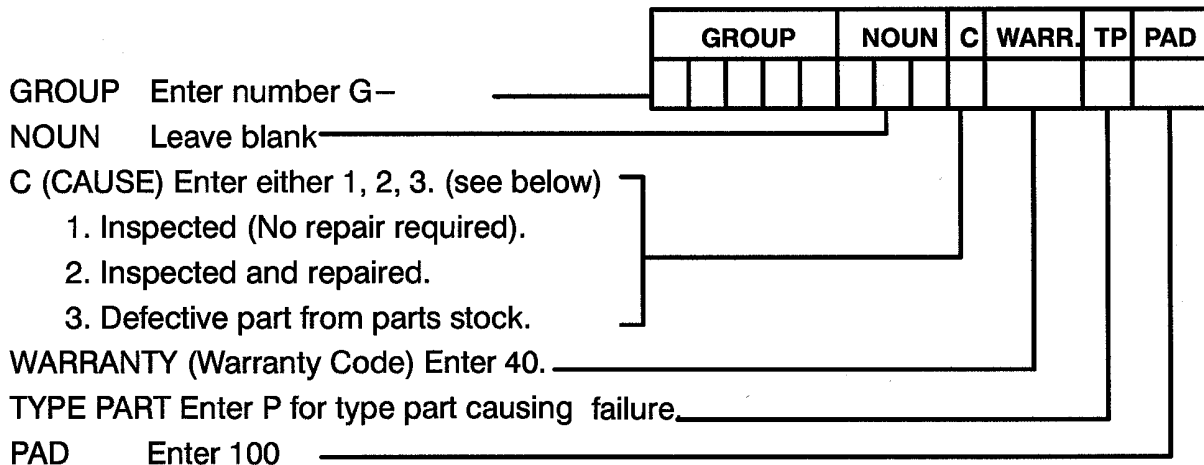 GROUP NOUN C WARR. TP PAD
GROUP Enter number G–
NOUN Leave blank
C (CAUSE) Enter either 1, 2, 3. (see below)
1. Inspected (No repair required).
2. Inspected and repaired.
3. Defective part from parts stock.
WARRANTY (Warranty Code) Enter 40.
TYPE PART Enter P for type part causing failure.
PAD Enter 100